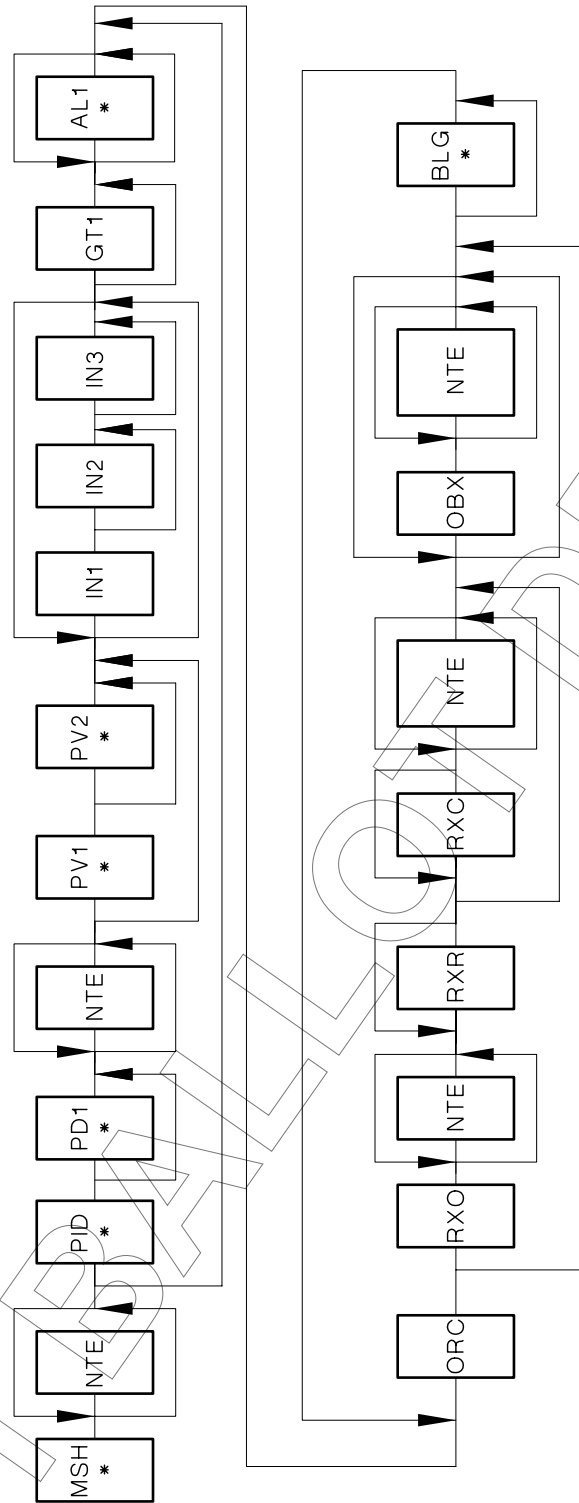 MSH
*
NTE
PID
*
PD1
*
NTE
PV1
*
PV2
*
IN1
IN2
IN3
GT1
AL1
*
ORC
RXO
NTE
RXR
RXC
NTE
OBX
NTE
BLG
*
BALLOT